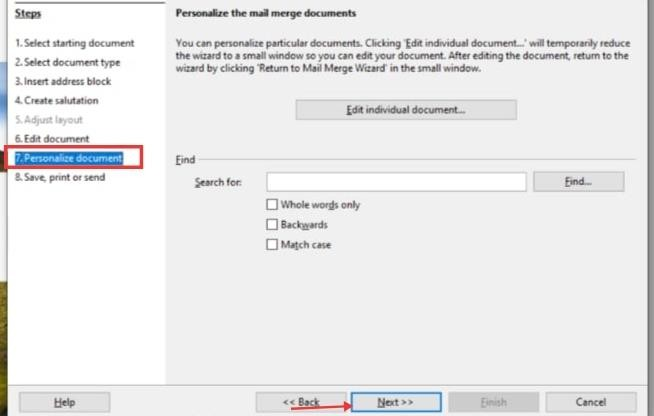 Steps
1. Select starting document
2. Select document type
3. Insert address block
4. Create salutation
5. Adjust layout
6. Edit document
7. Personalize document
8. Save, print or send
Personalize the mail merge documents
You can personalize particular documents. Clicking 'Edit individual document...' will temporarily reduce
the wizard to a small window so you can edit your document. After editing the document, return to the
wizard by clicking 'Return to Mail Merge Wizard' in the small window.
Edit individual document...
Find
Search for:
Find...
Whole words only
Backwards
Match case
Help
<< Back
Next >>
Finish
Cancel